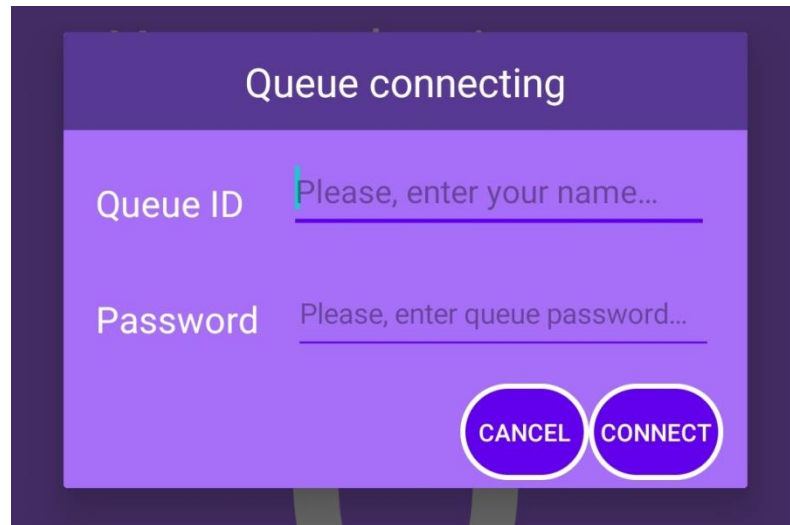 Queue connecting
Queue ID
Please, enter your name...
Password
Please, enter queue password...
CANCEL
CONNECT